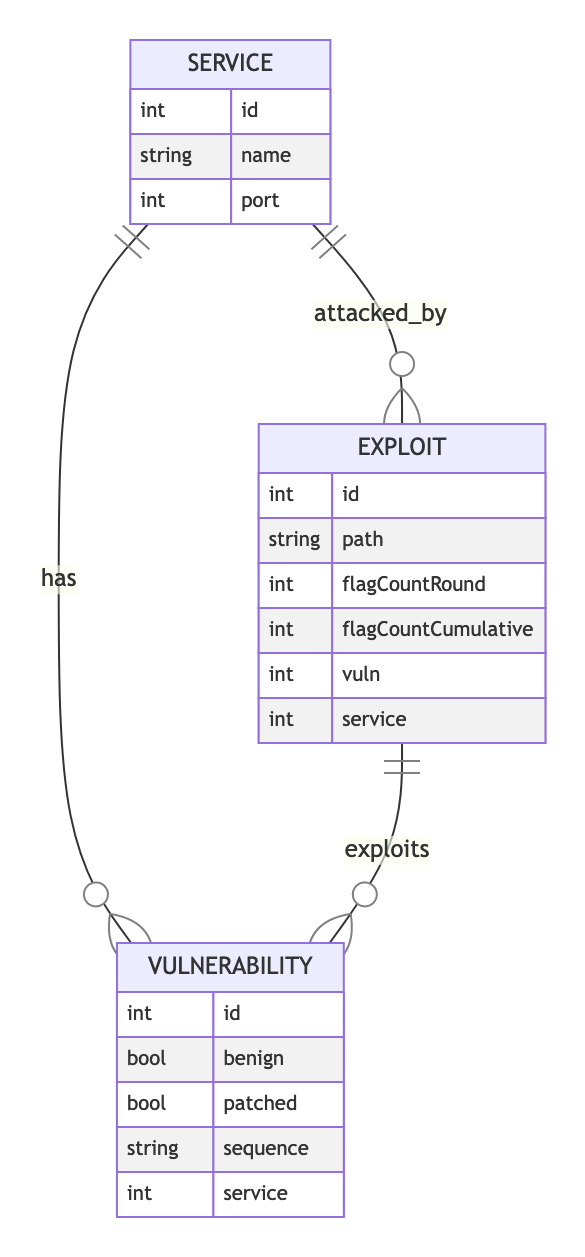 SERVICE
int id
string name
int port
attacked_by
EXPLOIT
int id
string path
int flagCountRound
int flagCountCumulative
int vuln
int service
has
exploits
VULNERABILITY
int id
bool benign
bool patched
string sequence
int service